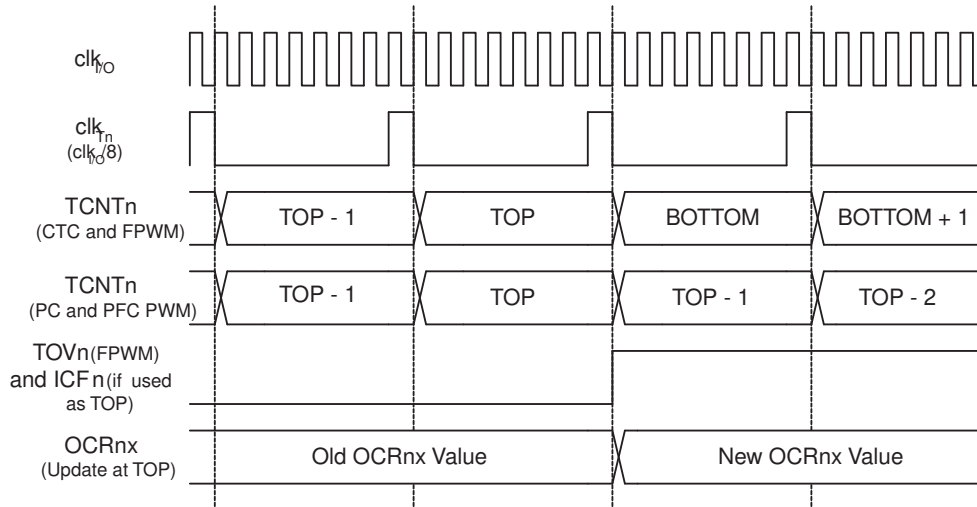 clkI/O
clkTn
(clkI/O/8)
TCNTn
(CTC and FPWM)
TOP - 1
TOP
BOTTOM
BOTTOM + 1
TCNTn
(PC and PFC PWM)
TOP - 1
TOP
TOP - 1
TOP - 2
TOVn(FPWM)
and ICFn(if used
as TOP)
OCRnx
(Update at TOP)
Old OCRnx Value
New OCRnx Value